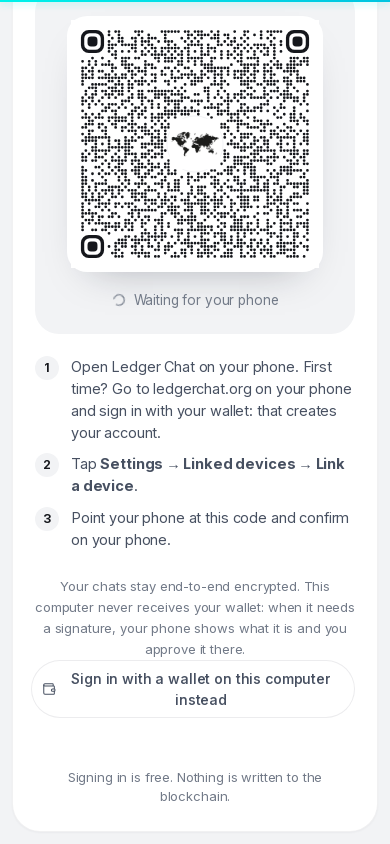 Waiting for your phone
1 Open Ledger Chat on your phone. First
time? Go to ledgerchat.org on your phone
and sign in with your wallet: that creates
your account.
2 Tap Settings → Linked devices → Link
a device.
3 Point your phone at this code and confirm
on your phone.
Your chats stay end-to-end encrypted. This
computer never receives your wallet: when it needs
a signature, your phone shows what it is and you
approve it there.
Sign in with a wallet on this computer
instead
Signing in is free. Nothing is written to the
blockchain.